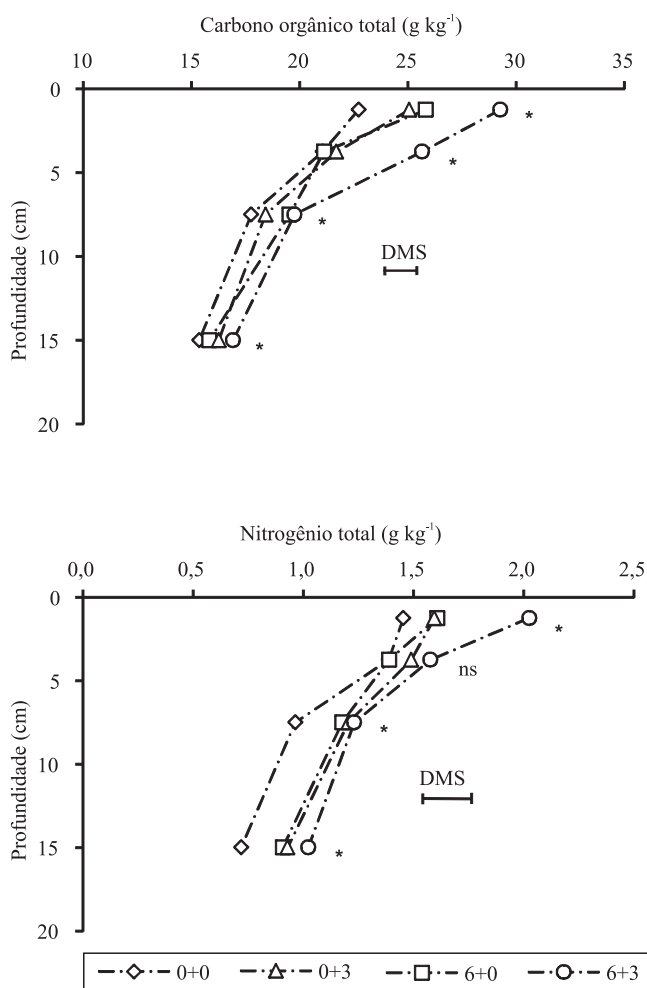 Carbono orgânico total (g kg⁻¹)
10 15 20 25 30 35
0
5
10
15
20
Profundidade (cm)
*
*
*
DMS
*
Nitrogênio total (g kg⁻¹)
0,0 0,5 1,0 1,5 2,0 2,5
0
5
10
15
20
Profundidade (cm)
*
ns
*
DMS
*
0+0 0+3 6+0 6+3